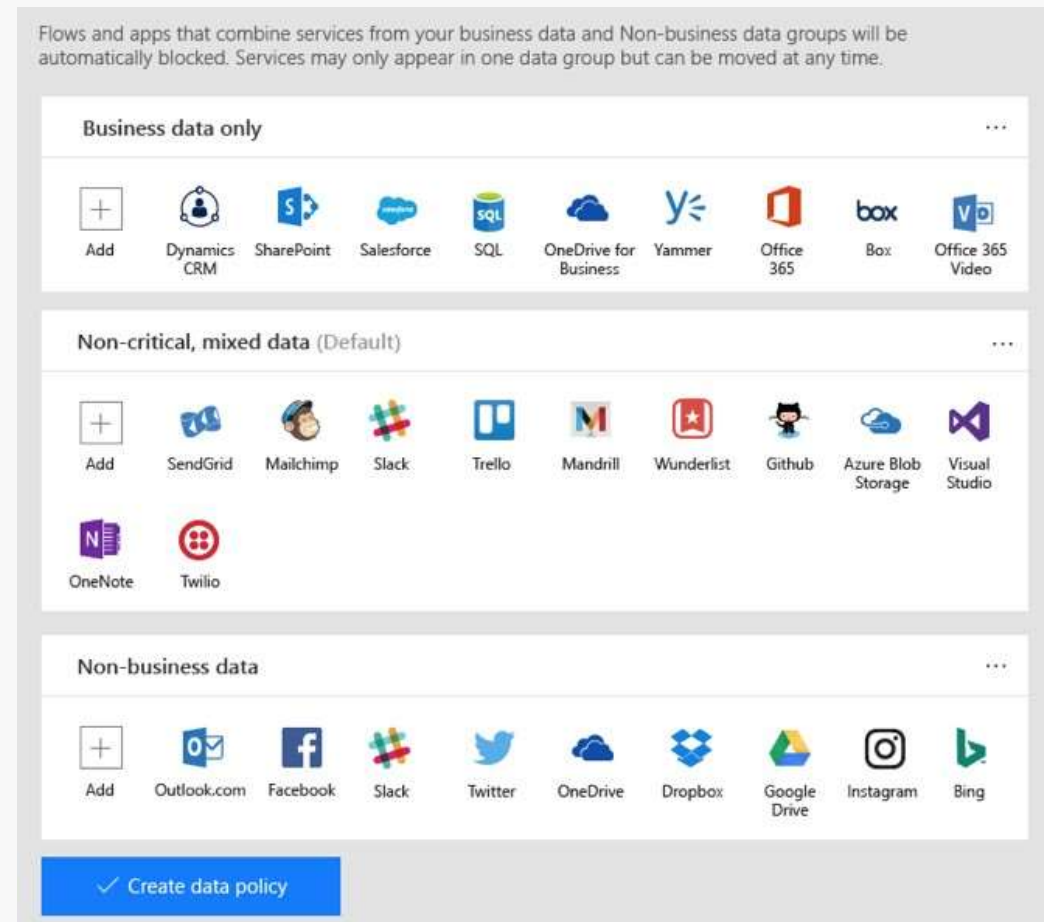 Flows and apps that combine services from your business data and Non-business data groups will be
automatically blocked. Services may only appear in one data group but can be moved at any time.
Business data only
...
S
salesforce
SQL
box
V
Add
Dynamics
CRM
SharePoint
Salesforce
SQL
OneDrive for
Business
Yammer
Office
365
Box
Office 365
Video
Non-critical, mixed data (Default)
...
Add
SendGrid
Mailchimp
Slack
Trello
Mandrill
Wunderlist
Github
Azure Blob
Storage
Visual
Studio
N
OneNote
Twilio
Non-business data
...
Add
Outlook.com
Facebook
Slack
Twitter
OneDrive
Dropbox
Google
Drive
Instagram
Bing
Create data policy